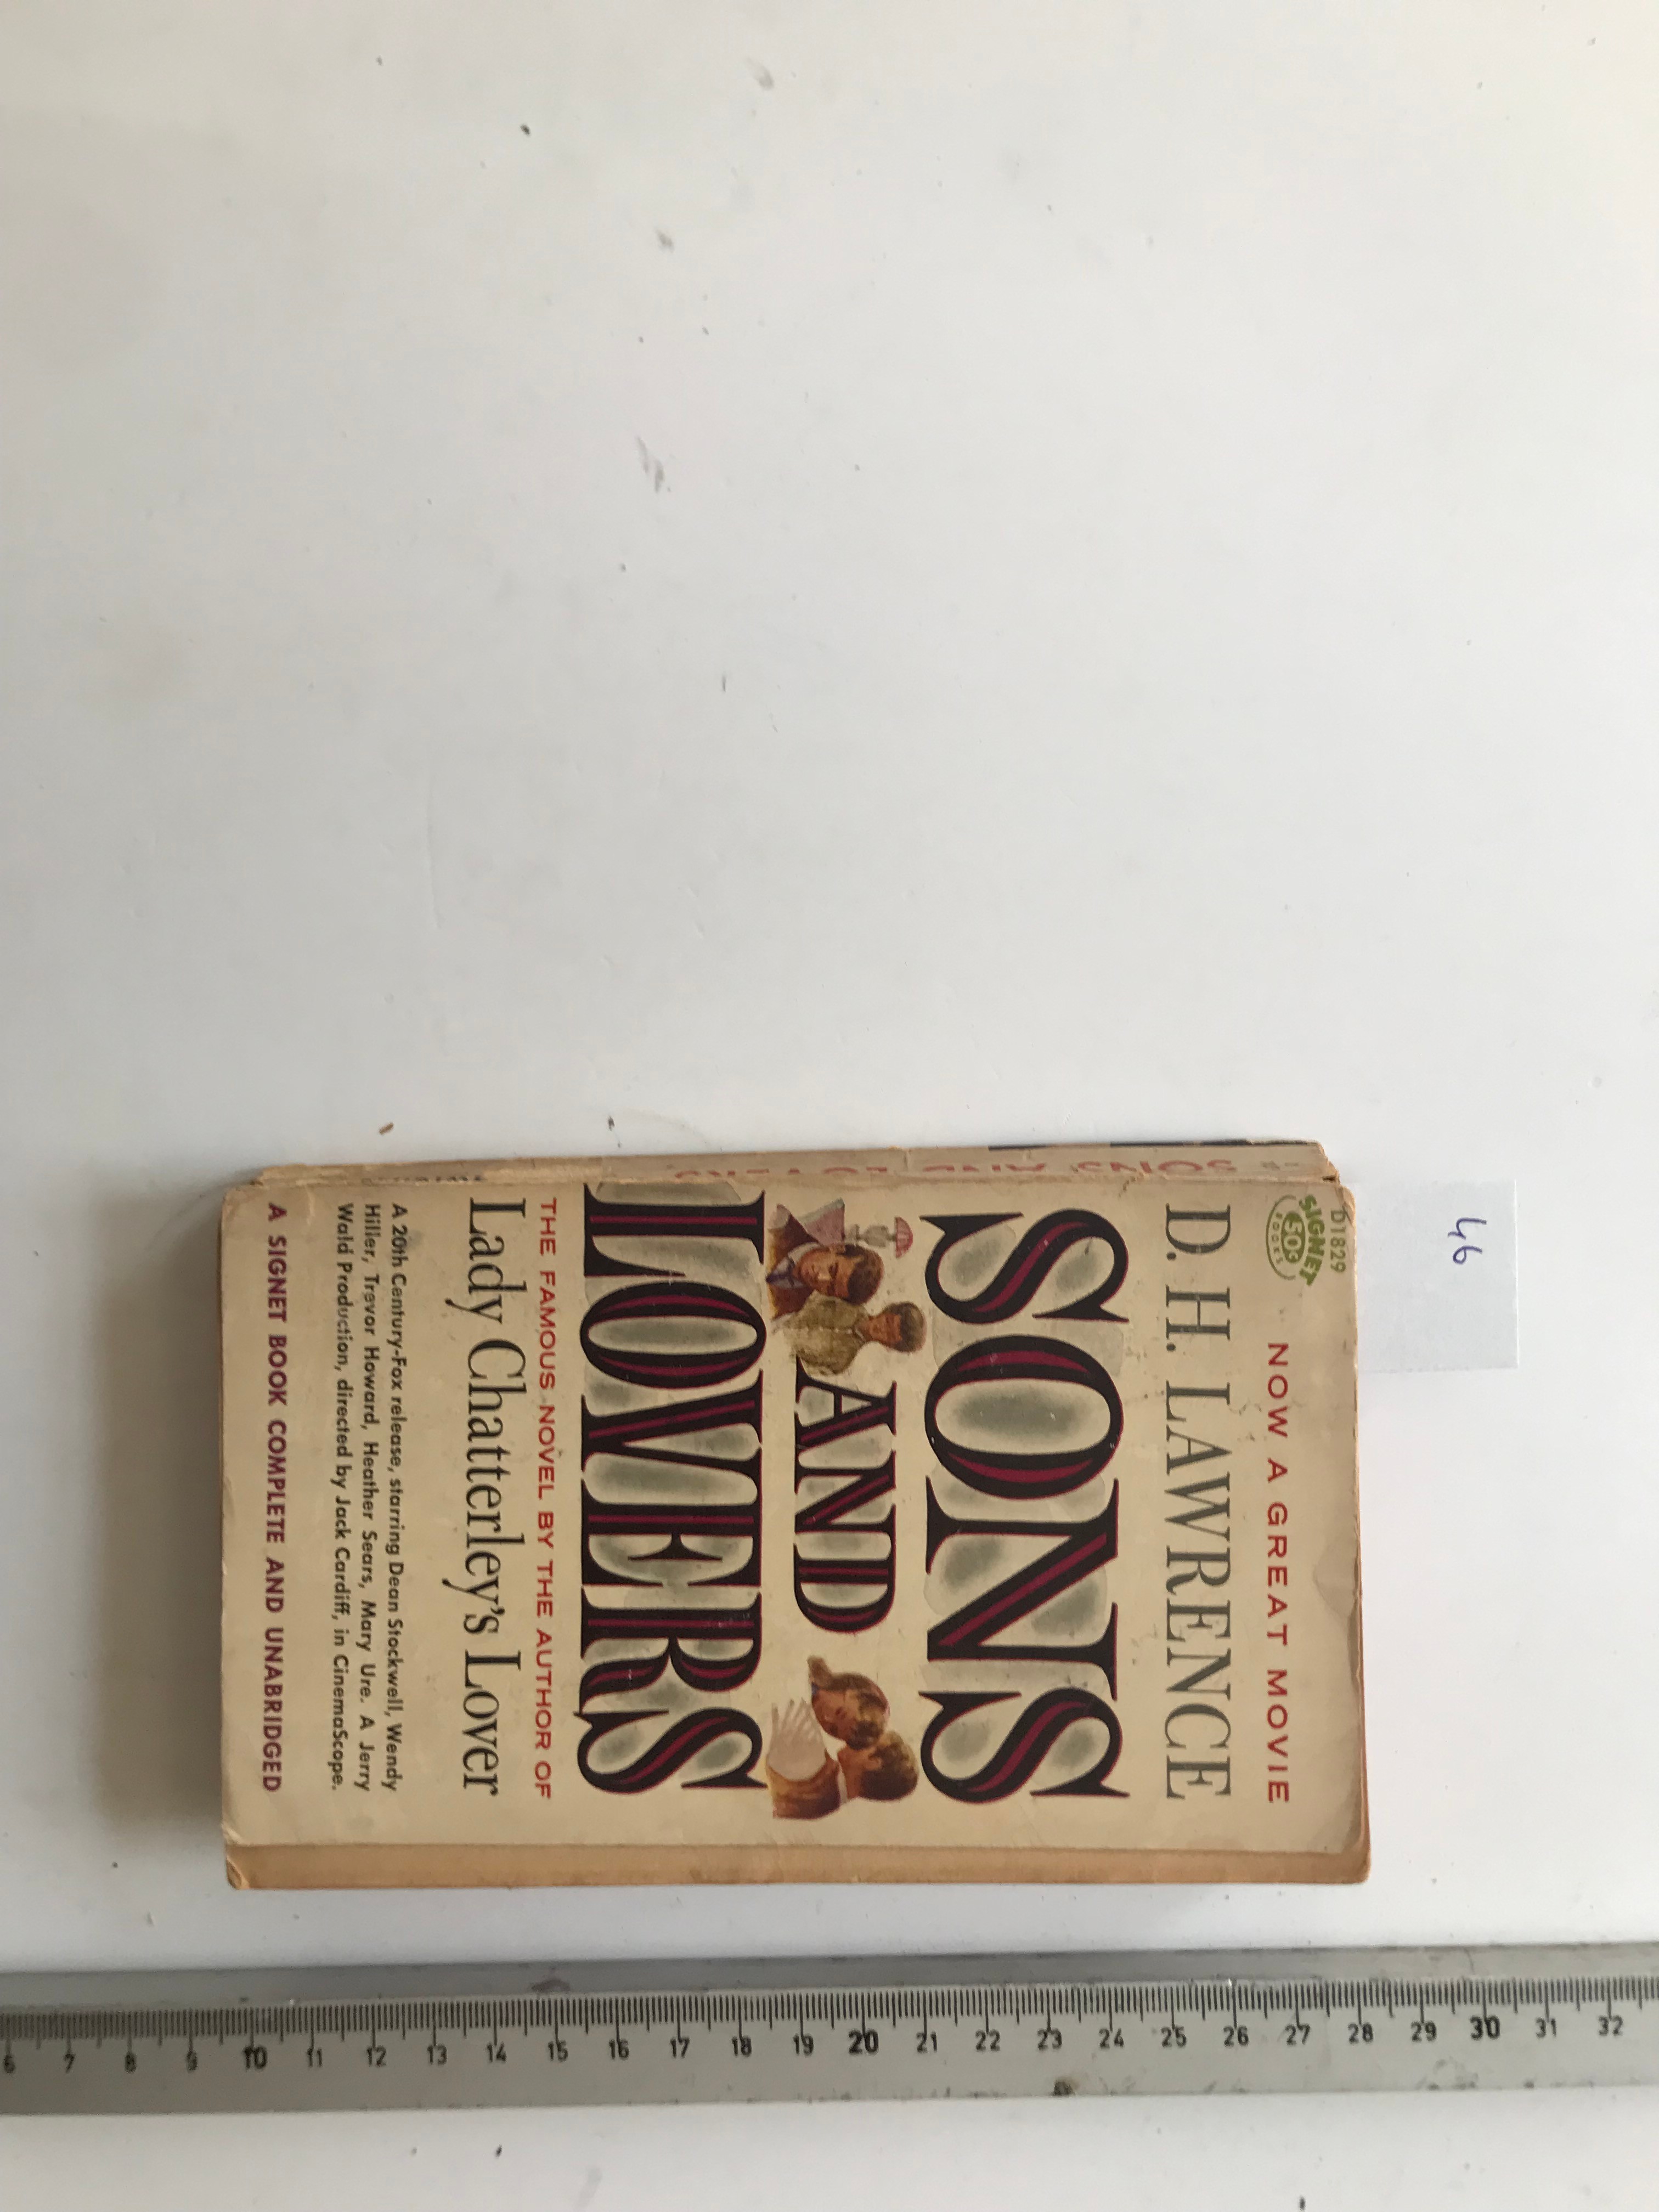 46
D1829
SIGNET
50¢
BOOKS
NOW A GREAT MOVIE
D. H. LAWRENCE
SONS
AND
LOVERS
THE FAMOUS NOVEL BY THE AUTHOR OF
Lady Chatterley's Lover
A 20th Century-Fox release, starring Dean Stockwell, Wendy
Hiller, Trevor Howard, Heather Sears, Mary Ure. A Jerry
Wald Production, directed by Jack Cardiff, in CinemaScope.
A SIGNET BOOK COMPLETE AND UNABRIDGED
SONS AND LOVERS
6 7 8 9 10 11 12 13 14 15 16 17 18 19 20 21 22 23 24 25 26 27 28 29 30 31 32